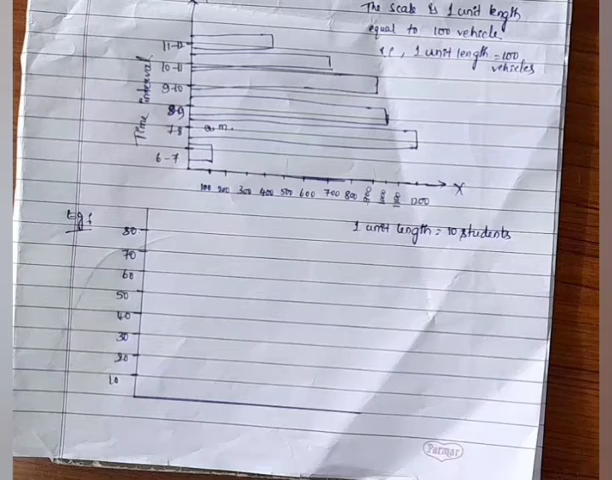 The scale is 1 unit length
equal to 100 vehicle.
i.e, 1 unit length = 100
vehicles
Time interval
11-12
10-11
9-10
8-9
7-8
a.m.
6-7
100 200 300 400 500 600 700 800 900 1200
X
Eg:
1 unit length = 10 students
80
70
60
50
40
30
20
10
Parmar